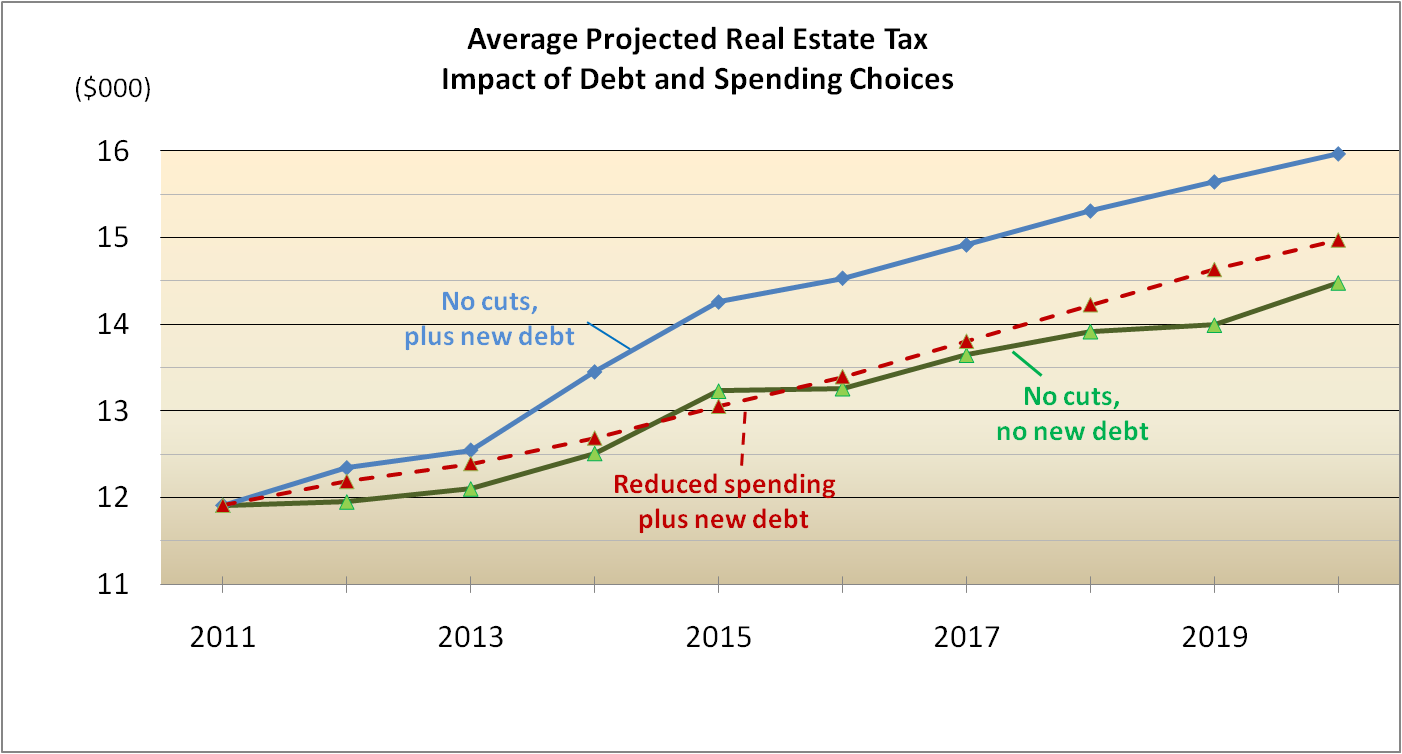 Average Projected Real Estate Tax
Impact of Debt and Spending Choices
($000)
16
15
14
13
12
11
No cuts,
plus new debt
No cuts,
no new debt
Reduced spending
plus new debt
2011 2013 2015 2017 2019